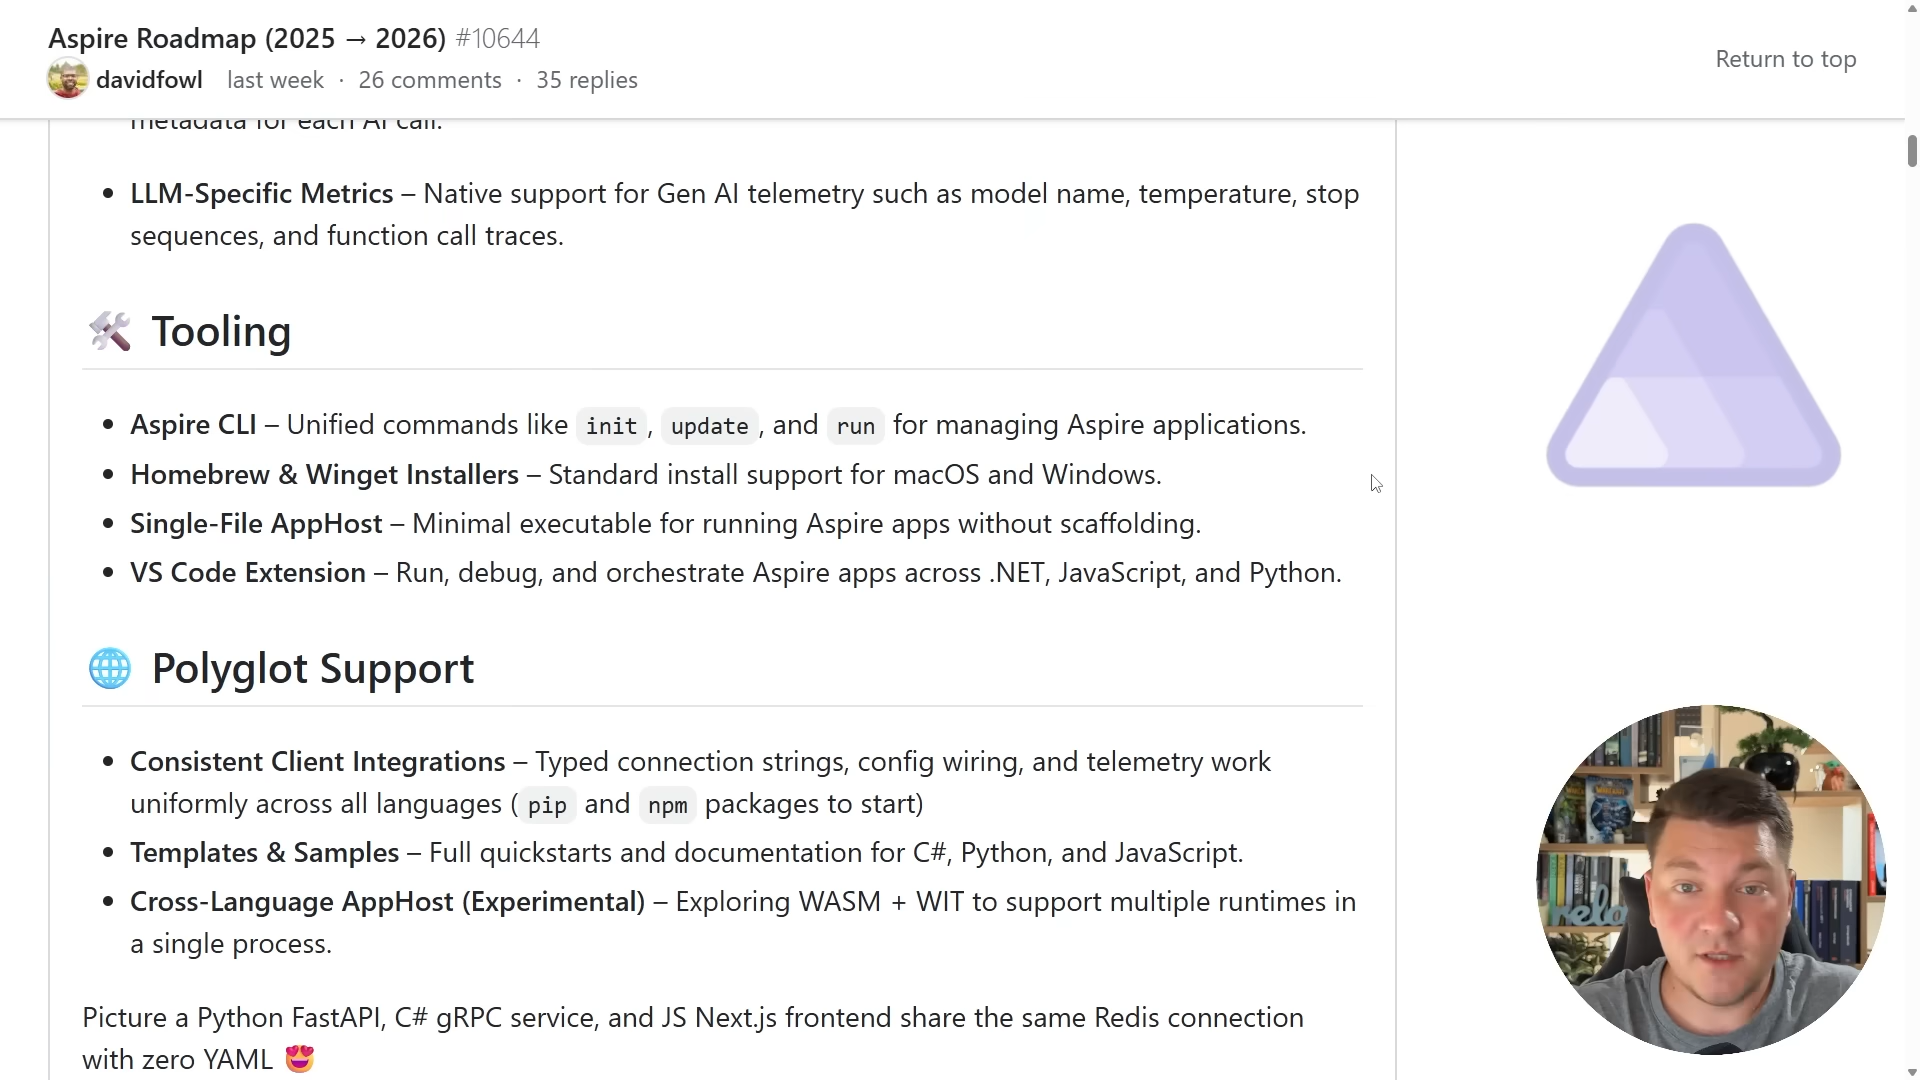 Aspire Roadmap (2025 → 2026) #10644
davidfowl last week · 26 comments · 35 replies
Return to top
metadata for each AI call.
• LLM-Specific Metrics – Native support for Gen AI telemetry such as model name, temperature, stop
sequences, and function call traces.
🛠️ Tooling
• Aspire CLI – Unified commands like init, update, and run for managing Aspire applications.
• Homebrew & Winget Installers – Standard install support for macOS and Windows.
• Single-File AppHost – Minimal executable for running Aspire apps without scaffolding.
• VS Code Extension – Run, debug, and orchestrate Aspire apps across .NET, JavaScript, and Python.
🌐 Polyglot Support
• Consistent Client Integrations – Typed connection strings, config wiring, and telemetry work
uniformly across all languages (pip and npm packages to start)
• Templates & Samples – Full quickstarts and documentation for C#, Python, and JavaScript.
• Cross-Language AppHost (Experimental) – Exploring WASM + WIT to support multiple runtimes in
a single process.
Picture a Python FastAPI, C# gRPC service, and JS Next.js frontend share the same Redis connection
with zero YAML 😍